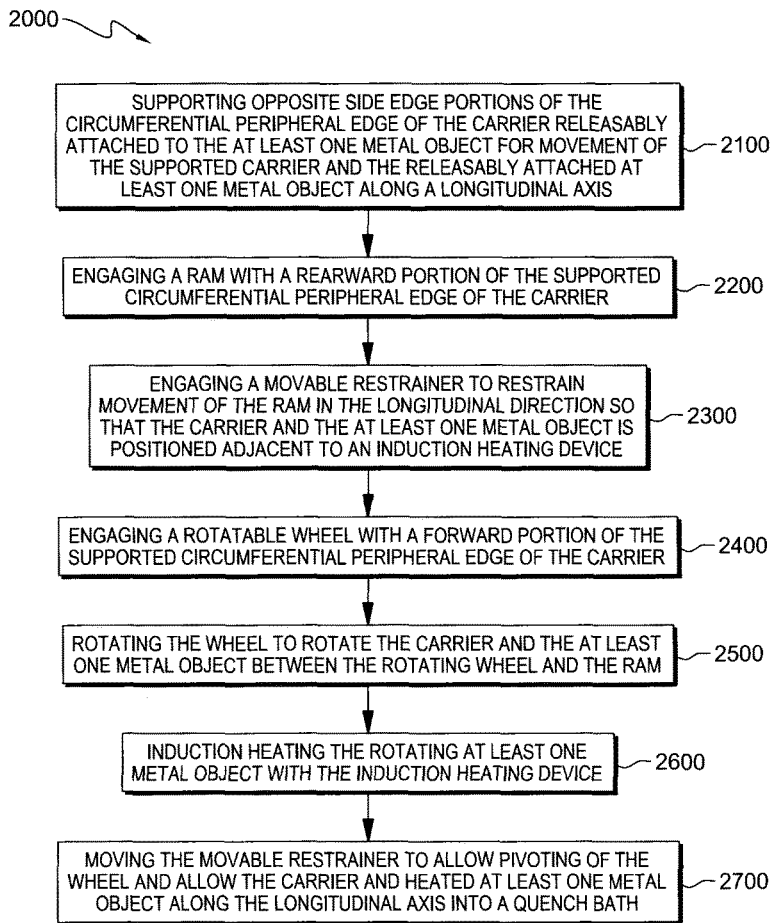 2000
SUPPORTING OPPOSITE SIDE EDGE PORTIONS OF THE
CIRCUMFERENTIAL PERIPHERAL EDGE OF THE CARRIER RELEASABLY
ATTACHED TO THE AT LEAST ONE METAL OBJECT FOR MOVEMENT OF
THE SUPPORTED CARRIER AND THE RELEASABLY ATTACHED AT
LEAST ONE METAL OBJECT ALONG A LONGITUDINAL AXIS
2100
ENGAGING A RAM WITH A REARWARD PORTION OF THE SUPPORTED
CIRCUMFERENTIAL PERIPHERAL EDGE OF THE CARRIER
2200
ENGAGING A MOVABLE RESTRAINER TO RESTRAIN
MOVEMENT OF THE RAM IN THE LONGITUDINAL DIRECTION SO
THAT THE CARRIER AND THE AT LEAST ONE METAL OBJECT IS
POSITIONED ADJACENT TO AN INDUCTION HEATING DEVICE
2300
ENGAGING A ROTATABLE WHEEL WITH A FORWARD PORTION OF THE
SUPPORTED CIRCUMFERENTIAL PERIPHERAL EDGE OF THE CARRIER
2400
ROTATING THE WHEEL TO ROTATE THE CARRIER AND THE AT LEAST
ONE METAL OBJECT BETWEEN THE ROTATING WHEEL AND THE RAM
2500
INDUCTION HEATING THE ROTATING AT LEAST ONE
METAL OBJECT WITH THE INDUCTION HEATING DEVICE
2600
MOVING THE MOVABLE RESTRAINER TO ALLOW PIVOTING OF THE
WHEEL AND ALLOW THE CARRIER AND HEATED AT LEAST ONE METAL
OBJECT ALONG THE LONGITUDINAL AXIS INTO A QUENCH BATH
2700